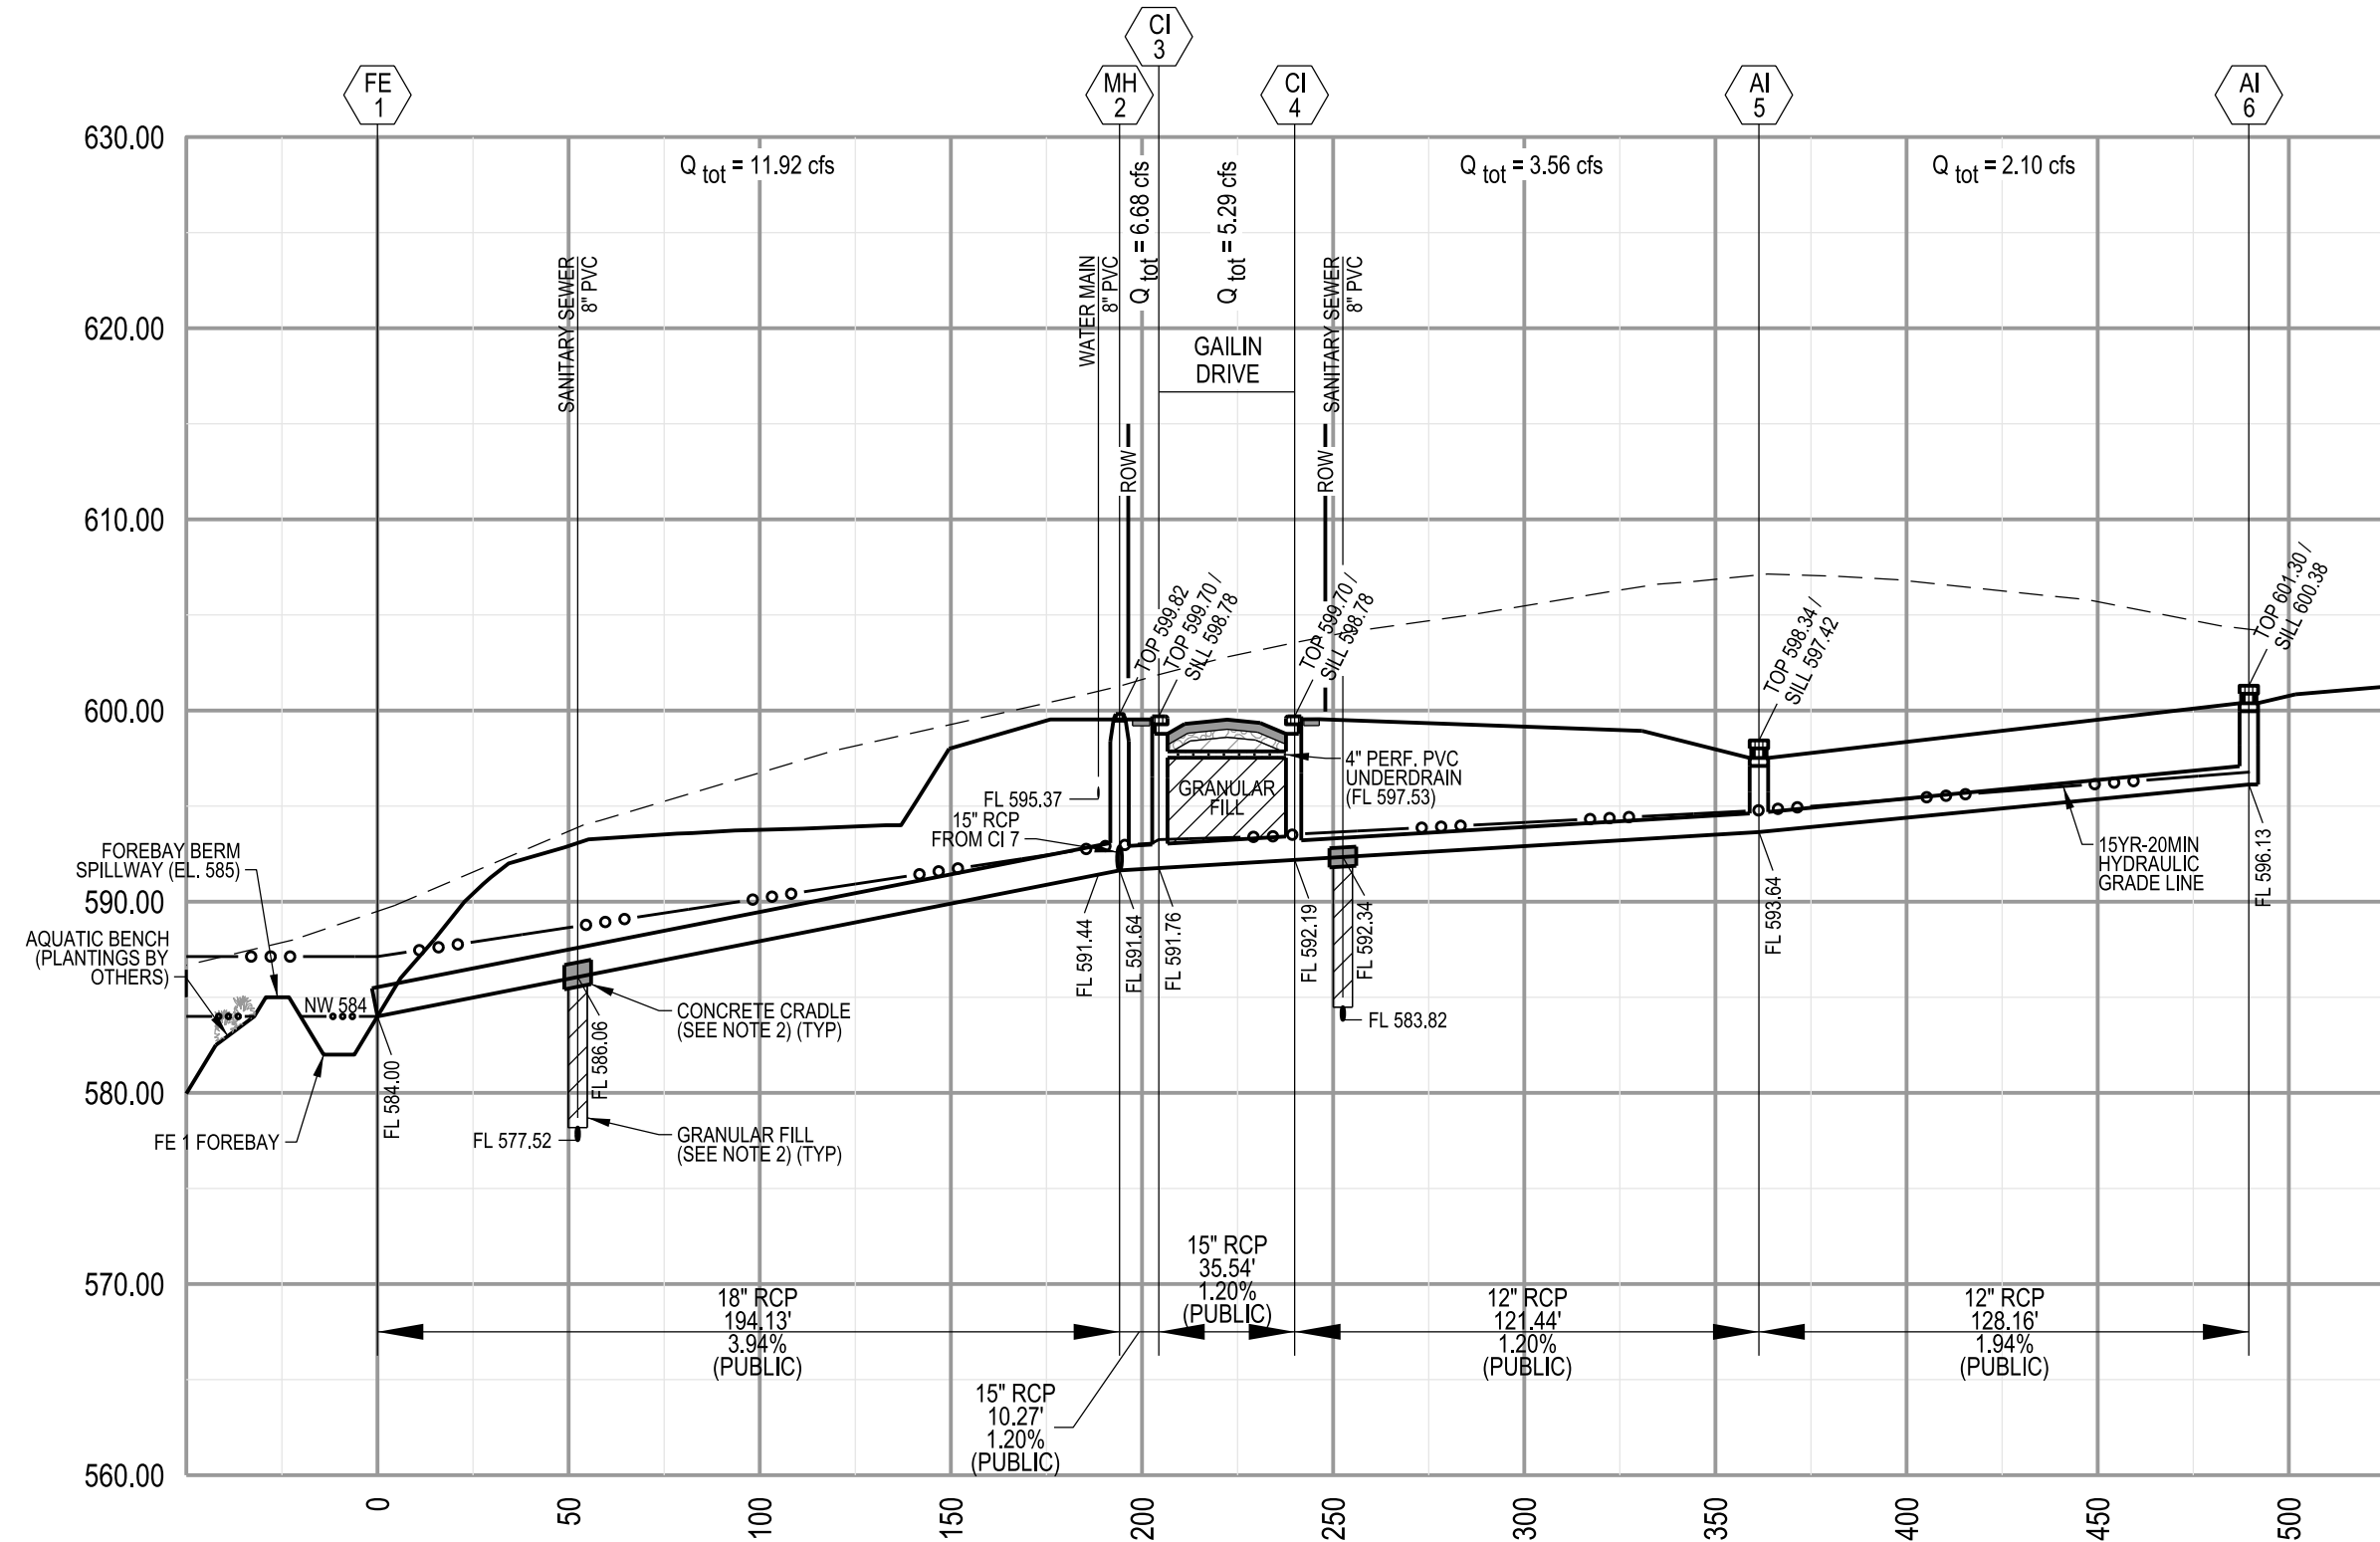 CI
3
FE
1
MH
2
CI
4
AI
5
AI
6
630.00
620.00
610.00
600.00
590.00
580.00
570.00
560.00
Q tot = 11.92 cfs
Q tot = 6.68 cfs
Q tot = 5.29 cfs
Q tot = 3.56 cfs
Q tot = 2.10 cfs
SANITARY SEWER
8" PVC
WATER MAIN
8" PVC
GAILIN
DRIVE
SANITARY SEWER
8" PVC
ROW
ROW
TOP 599.82
TOP 599.70 /
SILL 598.78
TOP 599.70 /
SILL 598.78
TOP 598.34 /
SILL 597.42
TOP 601.30 /
SILL 600.38
FL 595.37
15" RCP
FROM CI 7
GRANULAR
FILL
4" PERF. PVC
UNDERDRAIN
(FL 597.53)
FOREBAY BERM
SPILLWAY (EL. 585)
AQUATIC BENCH
(PLANTINGS BY
OTHERS)
NW 584
FE 1 FOREBAY
FL 584.00
FL 586.06
FL 577.52
CONCRETE CRADLE
(SEE NOTE 2) (TYP)
GRANULAR FILL
(SEE NOTE 2) (TYP)
FL 591.44
FL 591.64
FL 591.76
FL 592.19
FL 592.34
FL 583.82
FL 593.64
15YR-20MIN
HYDRAULIC
GRADE LINE
FL 596.13
18" RCP
194.13'
3.94%
(PUBLIC)
15" RCP
10.27'
1.20%
(PUBLIC)
15" RCP
35.54'
1.20%
(PUBLIC)
12" RCP
121.44'
1.20%
(PUBLIC)
12" RCP
128.16'
1.94%
(PUBLIC)
0
50
100
150
200
250
300
350
400
450
500